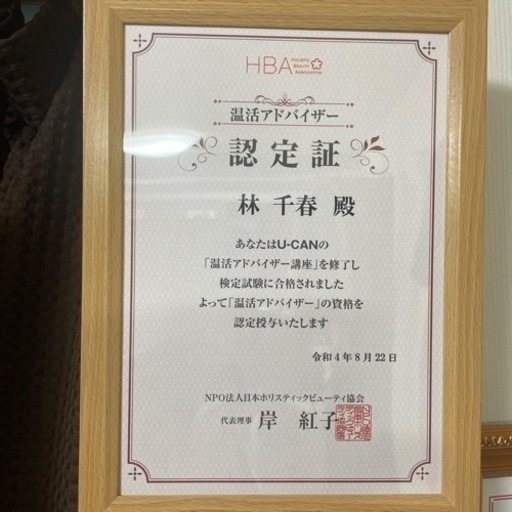 HBA HOLISTIC BEAUTY ASSOCIATION
温活アドバイザー
認定証
林 千春 殿
あなたはU-CANの
「温活アドバイザー講座」を修了し
検定試験に合格されました
よって「温活アドバイザー」の資格を
認定授与いたします
令和4年8月22日
NPO法人日本ホリスティックビューティ協会
代表理事 岸 紅子